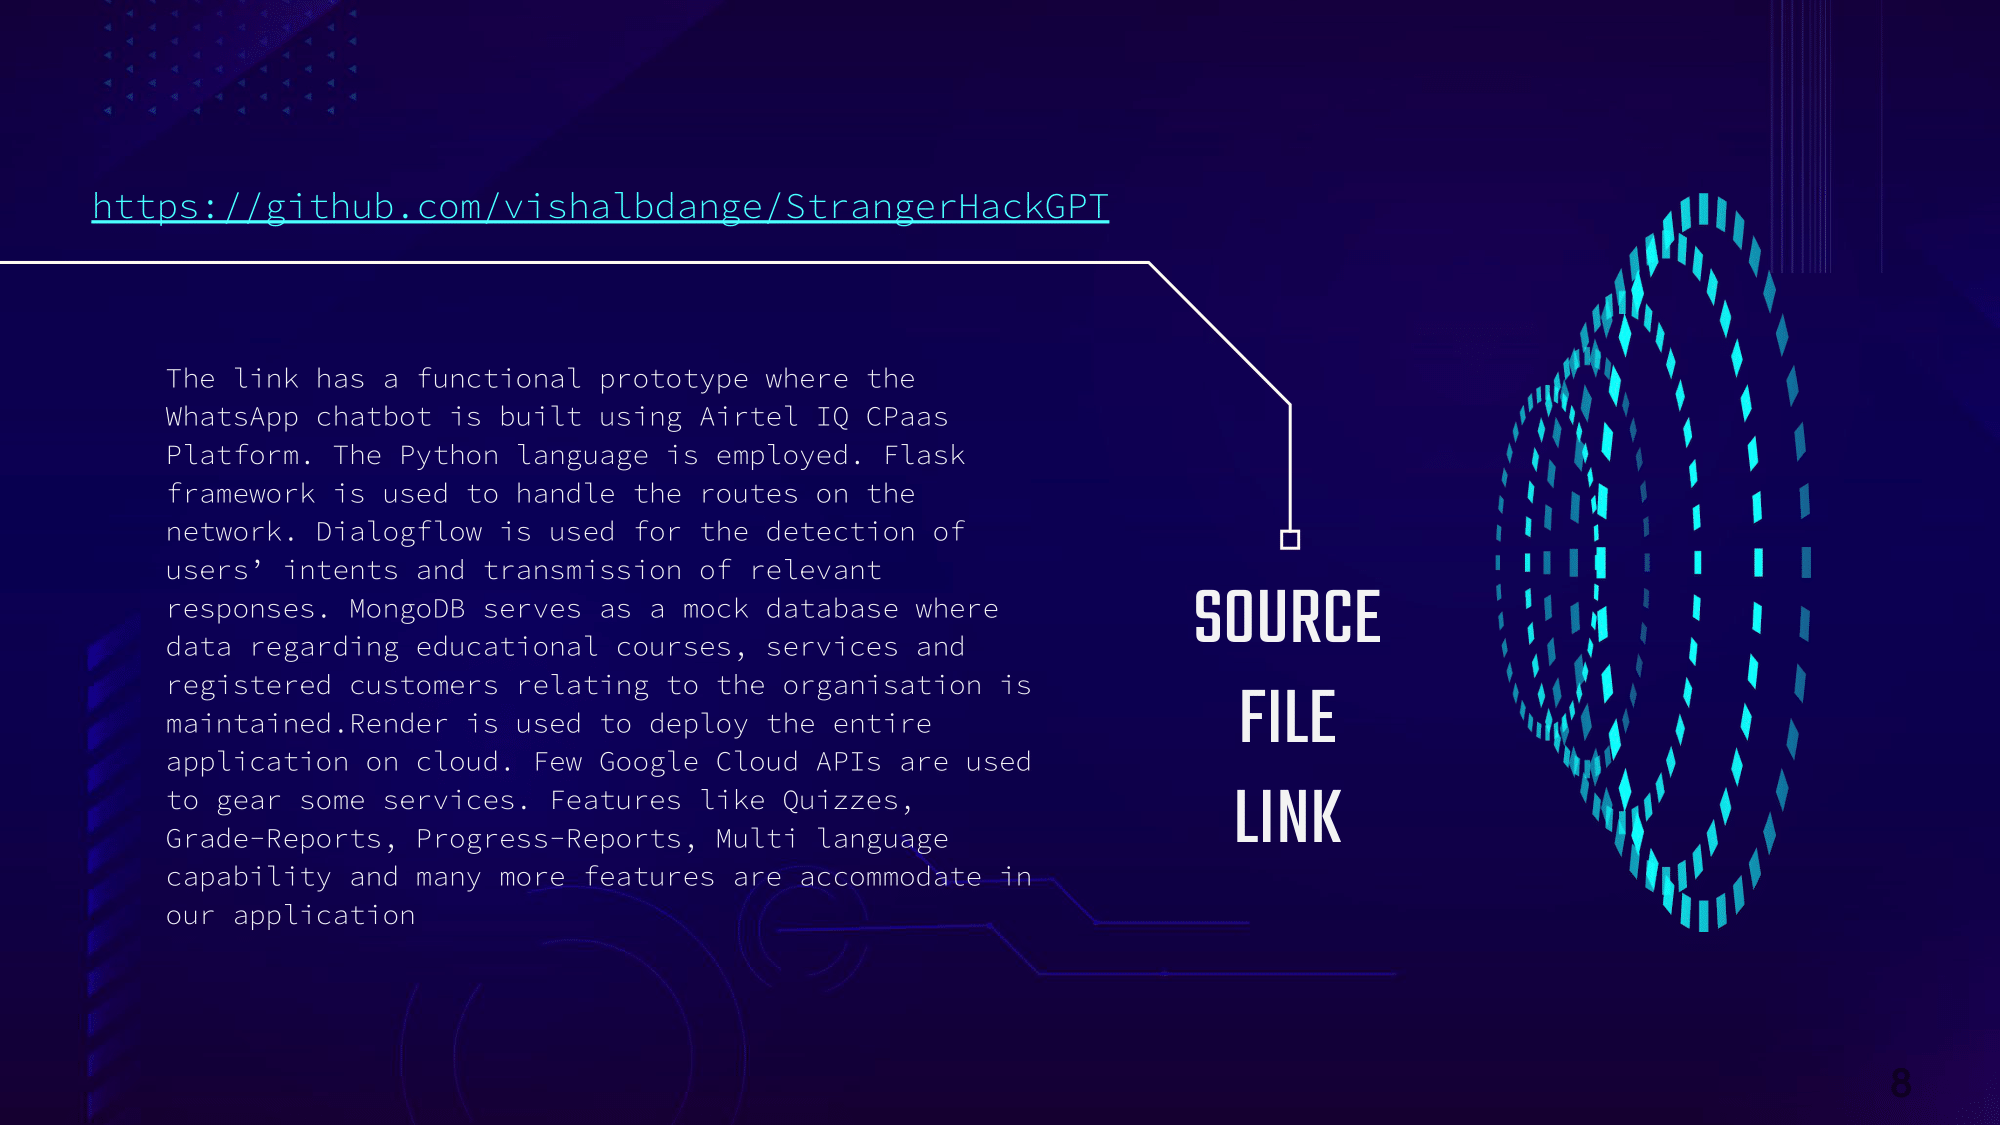 https://github.com/vishalbdange/StrangerHackGPT
The link has a functional prototype where the
WhatsApp chatbot is built using Airtel IQ CPaas
Platform. The Python language is employed. Flask
framework is used to handle the routes on the
network. Dialogflow is used for the detection of
users’ intents and transmission of relevant
responses. MongoDB serves as a mock database where
data regarding educational courses, services and
registered customers relating to the organisation is
maintained.Render is used to deploy the entire
application on cloud. Few Google Cloud APIs are used
to gear some services. Features like Quizzes,
Grade-Reports, Progress-Reports, Multi language
capability and many more features are accommodate in
our application
SOURCE
FILE
LINK
8